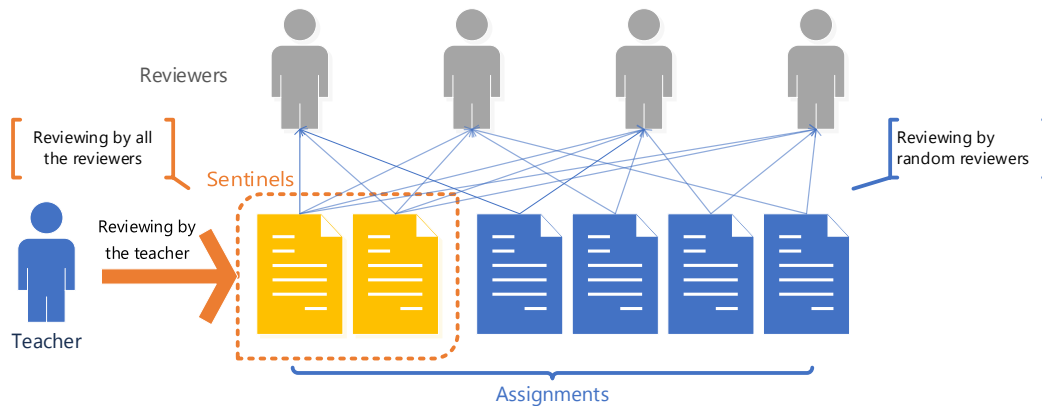 Reviewers
Reviewing by all
the reviewers
Reviewing by
random reviewers
Sentinels
Reviewing by
the teacher
Teacher
Assignments